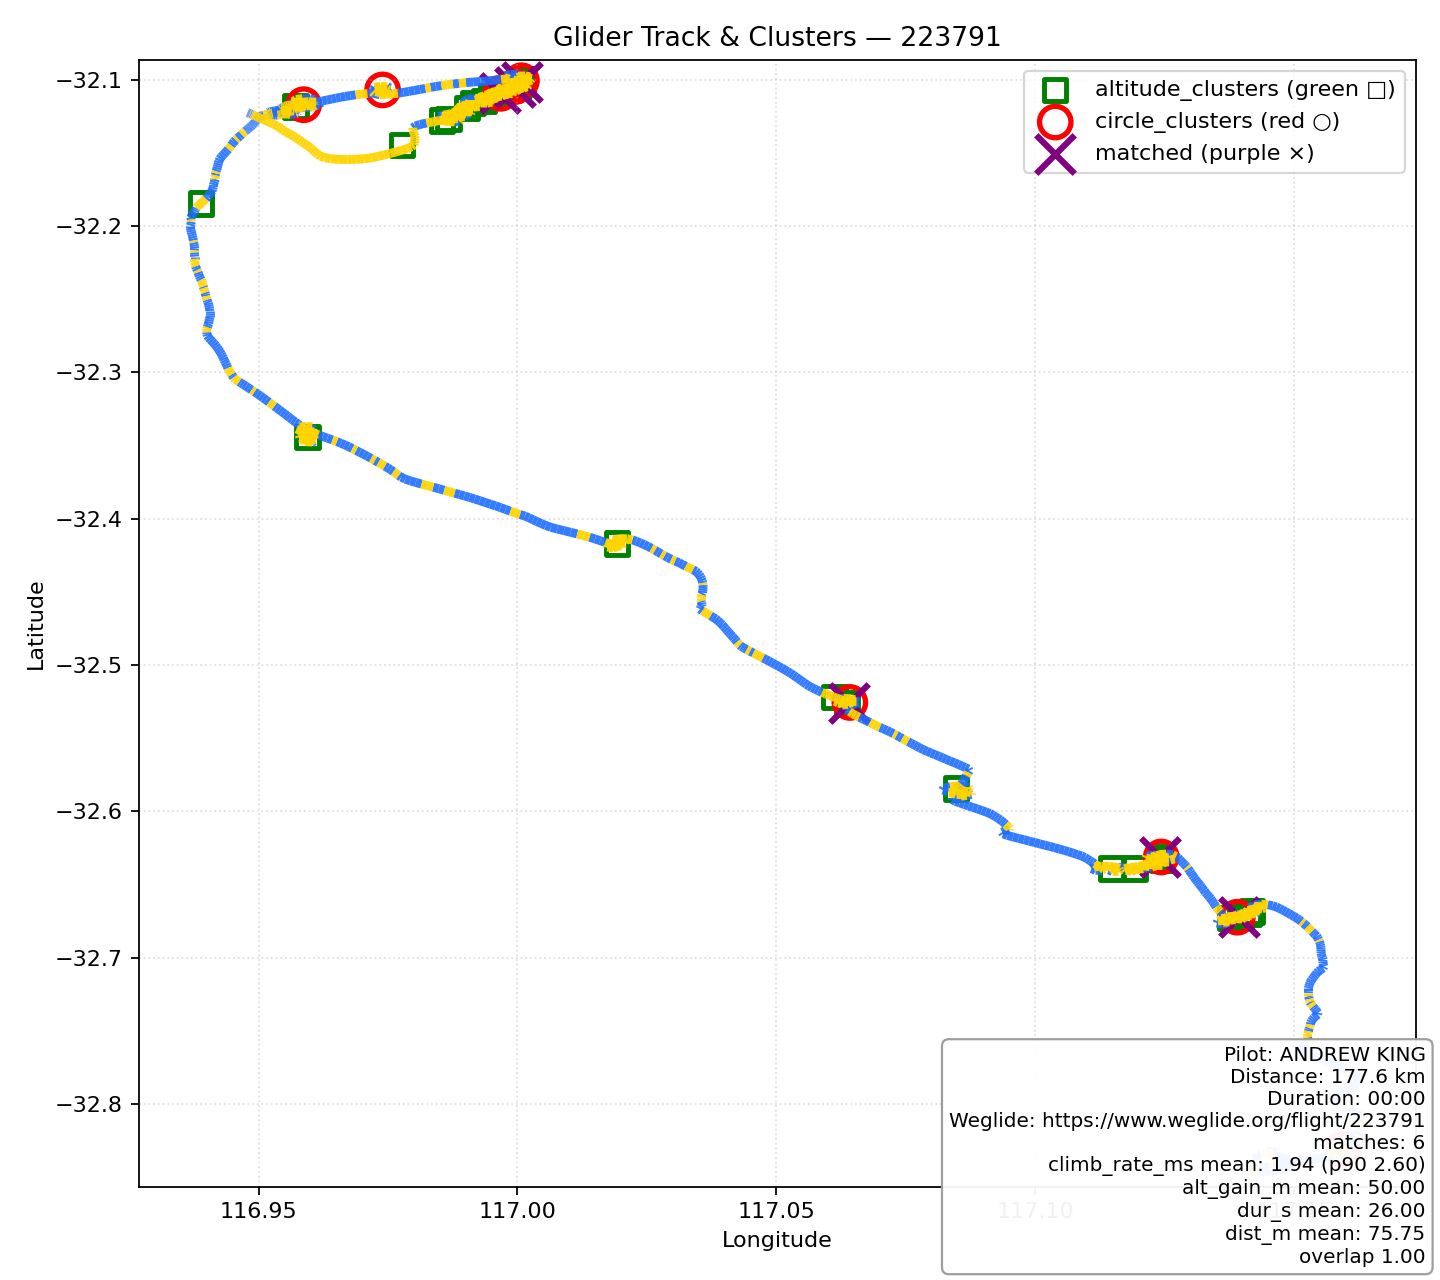 Glider Track & Clusters — 223791
altitude_clusters (green □)
circle_clusters (red ○)
matched (purple ×)
−32.1
−32.2
−32.3
−32.4
−32.5
−32.6
−32.7
−32.8
Latitude
116.95
117.00
117.05
117.10
Longitude
Pilot: ANDREW KING
Distance: 177.6 km
Duration: 00:00
Weglide: https://www.weglide.org/flight/223791
matches: 6
climb_rate_ms mean: 1.94 (p90 2.60)
alt_gain_m mean: 50.00
dur_s mean: 26.00
dist_m mean: 75.75
overlap 1.00